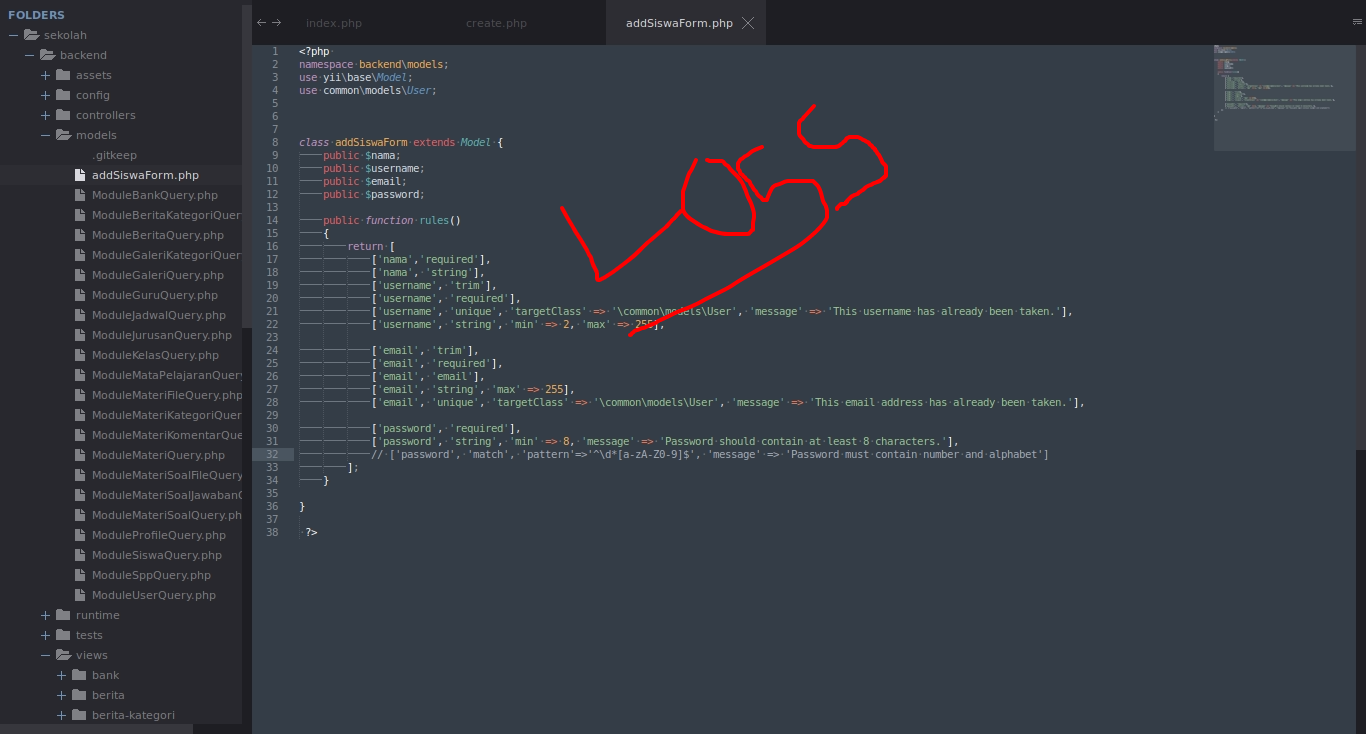 FOLDERS
sekolah
backend
assets
config
controllers
models
.gitkeep
addSiswaForm.php
ModuleBankQuery.php
ModuleBeritaKategoriQuer
ModuleBeritaQuery.php
ModuleGaleriKategoriQuer
ModuleGaleriQuery.php
ModuleGuruQuery.php
ModuleJadwalQuery.php
ModuleJurusanQuery.php
ModuleKelasQuery.php
ModuleMataPelajaranQuery
ModuleMateriFileQuery.php
ModuleMateriKategoriQuer
ModuleMateriKomentarQue
ModuleMateriQuery.php
ModuleMateriSoalFileQuery
ModuleMateriSoalJawabanQ
ModuleMateriSoalQuery.ph
ModuleProfileQuery.php
ModuleSiswaQuery.php
ModuleSppQuery.php
ModuleUserQuery.php
runtime
tests
views
bank
berita
berita-kategori
index.php create.php addSiswaForm.php
1 <?php
2 namespace backend\models;
3 use yii\base\Model;
4 use common\models\User;
5
6
7
8 class addSiswaForm extends Model {
9 public $nama;
10 public $username;
11 public $email;
12 public $password;
13
14 public function rules()
15 {
16 return [
17 ['nama','required'],
18 ['nama', 'string'],
19 ['username', 'trim'],
20 ['username', 'required'],
21 ['username', 'unique', 'targetClass' => '\common\models\User', 'message' => 'This username has already been taken.'],
22 ['username', 'string', 'min' => 2, 'max' => 255],
23
24 ['email', 'trim'],
25 ['email', 'required'],
26 ['email', 'email'],
27 ['email', 'string', 'max' => 255],
28 ['email', 'unique', 'targetClass' => '\common\models\User', 'message' => 'This email address has already been taken.'],
29
30 ['password', 'required'],
31 ['password', 'string', 'min' => 8, 'message' => 'Password should contain at least 8 characters.'],
32 // ['password', 'match', 'pattern'=>'^\d*[a-zA-Z0-9]$', 'message' => 'Password must contain number and alphabet']
33 ];
34 }
35
36 }
37
38 ?>
LOSS